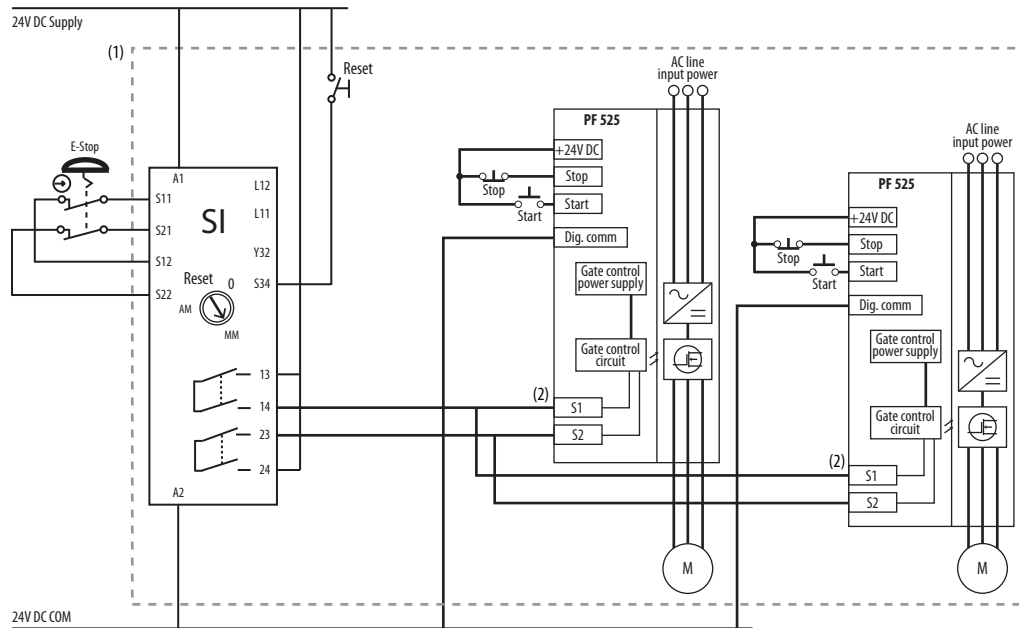 24V DC Supply
(1)
Reset
E-Stop
A1
S11
S21
S12
S22
SI
L12
L11
Y32
S34
Reset
0
AM
MM
13
14
23
24
A2
AC line
input power
PF 525
+24V DC
Stop
Start
Stop
Start
Dig. comm
Gate control
power supply
Gate control
circuit
(2)
S1
S2
M
AC line
input power
PF 525
+24V DC
Stop
Start
Stop
Start
Dig. comm
Gate control
power supply
Gate control
circuit
(2)
S1
S2
M
24V DC COM